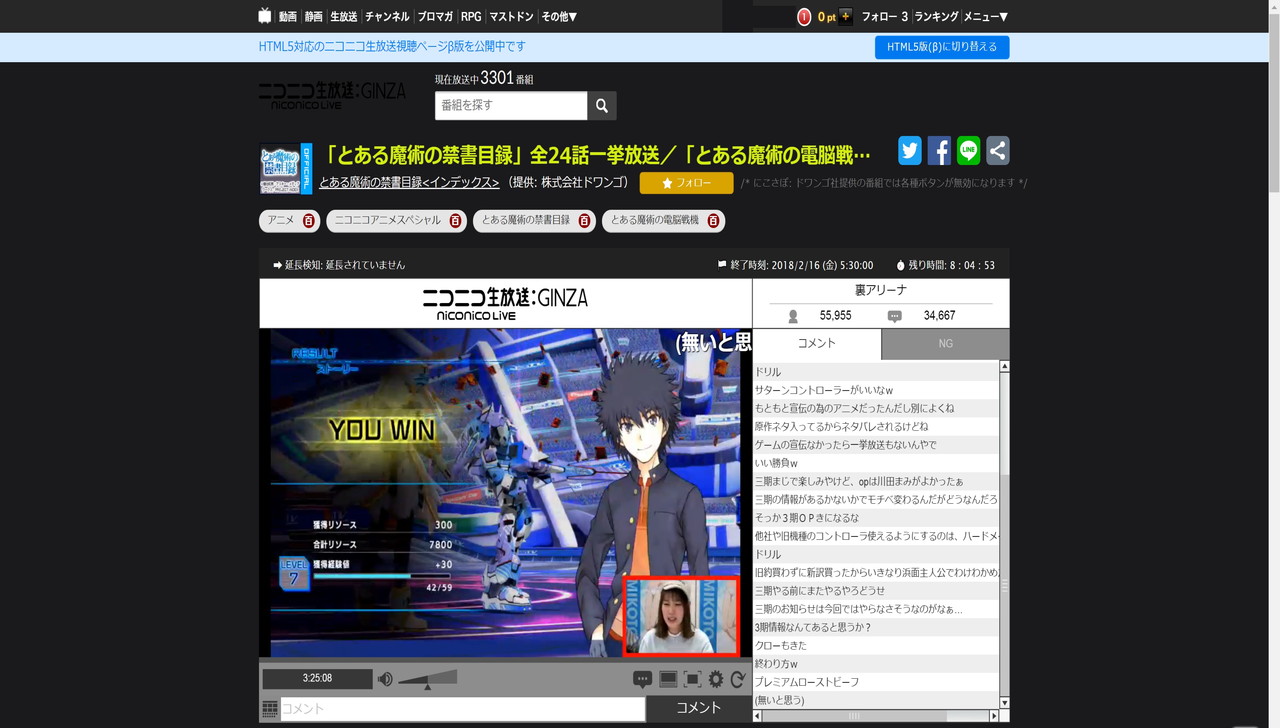 動画 静画 生放送 チャンネル ブロマガ RPG マストドン その他▼
1 0 pt + フォロー 3 ランキング メニュー▼
HTML5対応のニコニコ生放送視聴ページβ版を公開中です
HTML5版(β)に切り替える
ニコニコ生放送:GINZA
niconico Live
現在放送中3301番組
番組を探す
とある魔術の禁書目録
OFFICIAL
「とある魔術の禁書目録」全24話一挙放送／「とある魔術の電脳戦…
LINE
とある魔術の禁書目録<インデックス> (提供: 株式会社ドワンゴ)
フォロー
/* にこさぽ: ドワンゴ社提供の番組では各種ボタンが無効になります */
アニメ 百 ニコニコアニメスペシャル 百 とある魔術の禁書目録 百 とある魔術の電脳戦機 百
延長検知: 延長されていません
終了時刻: 2018/2/16 (金) 5:30:00
残り時間: 8 : 04 : 53
ニコニコ生放送:GINZA
niconico Live
裏アリーナ
55,955
34,667
コメント
NG
(無いと思
RESULT
ストーリー
YOU WIN
獲得リソース 300
合計リソース 7800
獲得経験値 +30
LEVEL
7
42/59
MIKOTO
MIKOTO
ドリル
サターンコントローラーがいいなw
もともと宣伝の為のアニメだったんだし別によくね
原作ネタ入ってるからネタバレされるけどね
ゲームの宣伝なかったら一挙放送もないんやで
いい勝負w
三期まじで楽しみやけど、opは川田まみがよかったぁ
三期の情報があるかないかでモチベ変わるんだがどうなんだろ
そっか３期ＯＰきになるな
他社や旧機種のコントローラ使えるようにするのは、ハードメー
ドリル
旧約買わずに新訳買ったからいきなり浜面主人公でわけわかめ
三期やる前にまたやるやろどうせ
三期のお知らせは今回ではやらなさそうなのがなぁ…
3期情報なんてあると思うか？
クローもきた
終わり方w
プレミアムローストビーフ
(無いと思う)
3:25:08
コメント
コメント